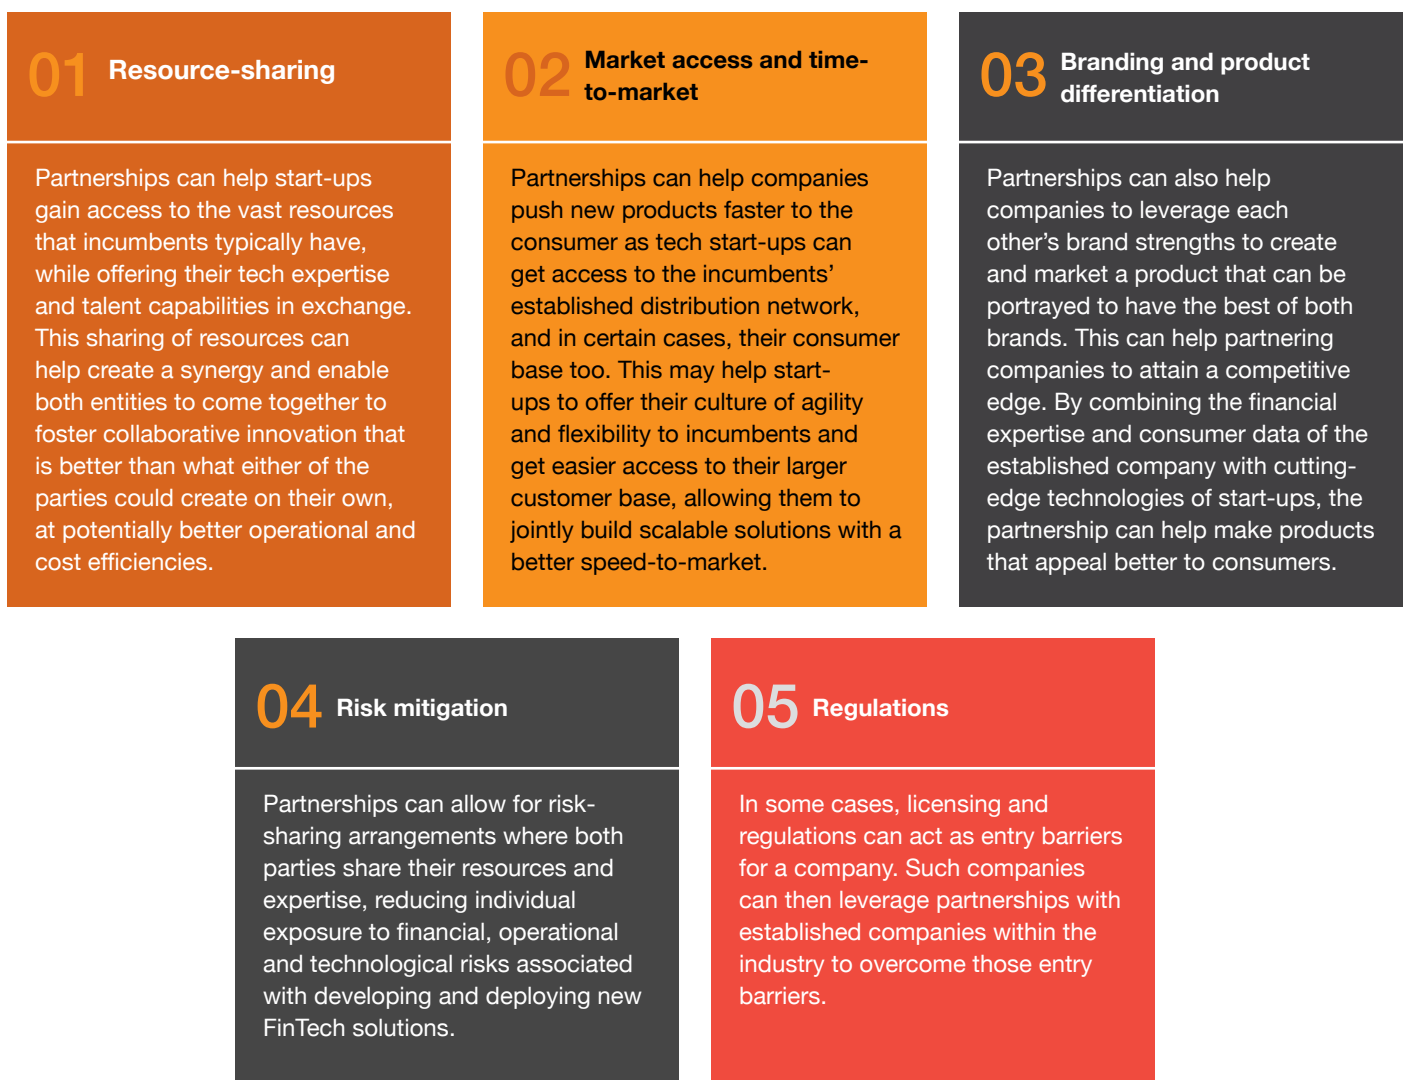 01 Resource-sharing
Partnerships can help start-ups
gain access to the vast resources
that incumbents typically have,
while offering their tech expertise
and talent capabilities in exchange.
This sharing of resources can
help create a synergy and enable
both entities to come together to
foster collaborative innovation that
is better than what either of the
parties could create on their own,
at potentially better operational and
cost efficiencies.
02 Market access and time-
to-market
Partnerships can help companies
push new products faster to the
consumer as tech start-ups can
get access to the incumbents’
established distribution network,
and in certain cases, their consumer
base too. This may help start-
ups to offer their culture of agility
and flexibility to incumbents and
get easier access to their larger
customer base, allowing them to
jointly build scalable solutions with a
better speed-to-market.
03 Branding and product
differentiation
Partnerships can also help
companies to leverage each
other’s brand strengths to create
and market a product that can be
portrayed to have the best of both
brands. This can help partnering
companies to attain a competitive
edge. By combining the financial
expertise and consumer data of the
established company with cutting-
edge technologies of start-ups, the
partnership can help make products
that appeal better to consumers.
04 Risk mitigation
Partnerships can allow for risk-
sharing arrangements where both
parties share their resources and
expertise, reducing individual
exposure to financial, operational
and technological risks associated
with developing and deploying new
FinTech solutions.
05 Regulations
In some cases, licensing and
regulations can act as entry barriers
for a company. Such companies
can then leverage partnerships with
established companies within the
industry to overcome those entry
barriers.